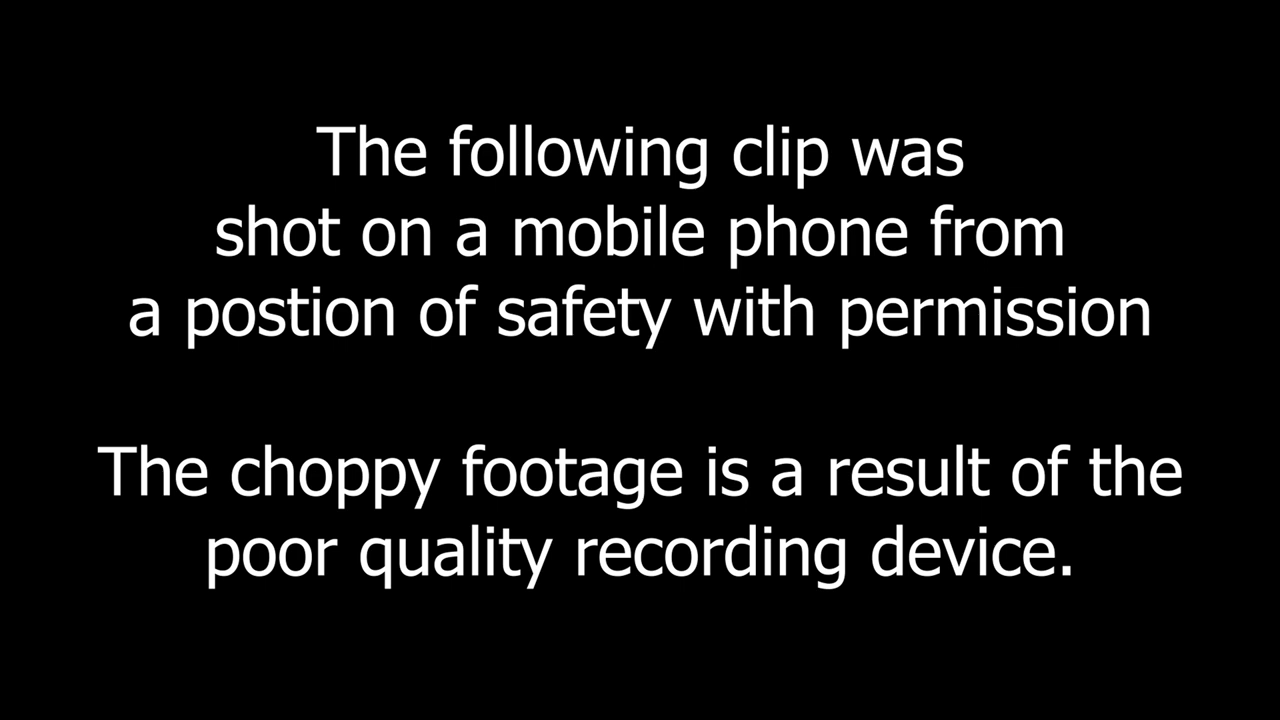 The following clip was
shot on a mobile phone from
a postion of safety with permission
The choppy footage is a result of the
poor quality recording device.